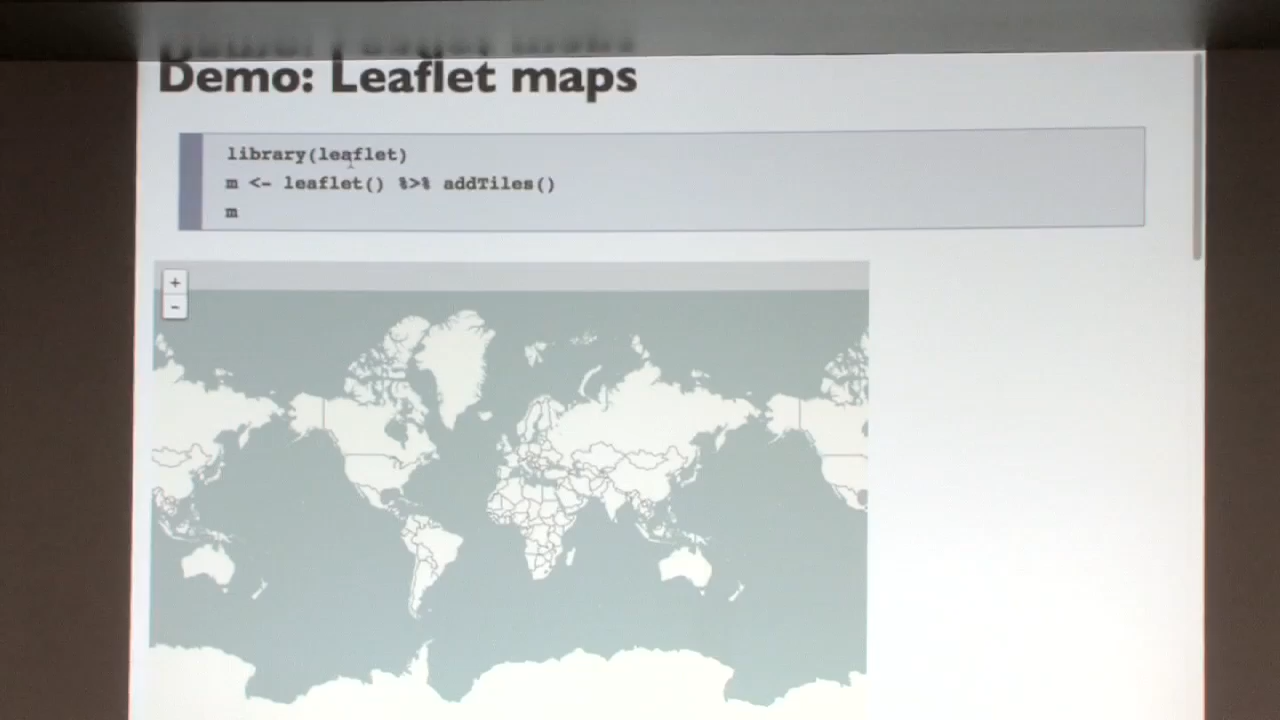 Demo: Leaflet maps
library(leaflet)
m <- leaflet() %>% addTiles()
m
+
-